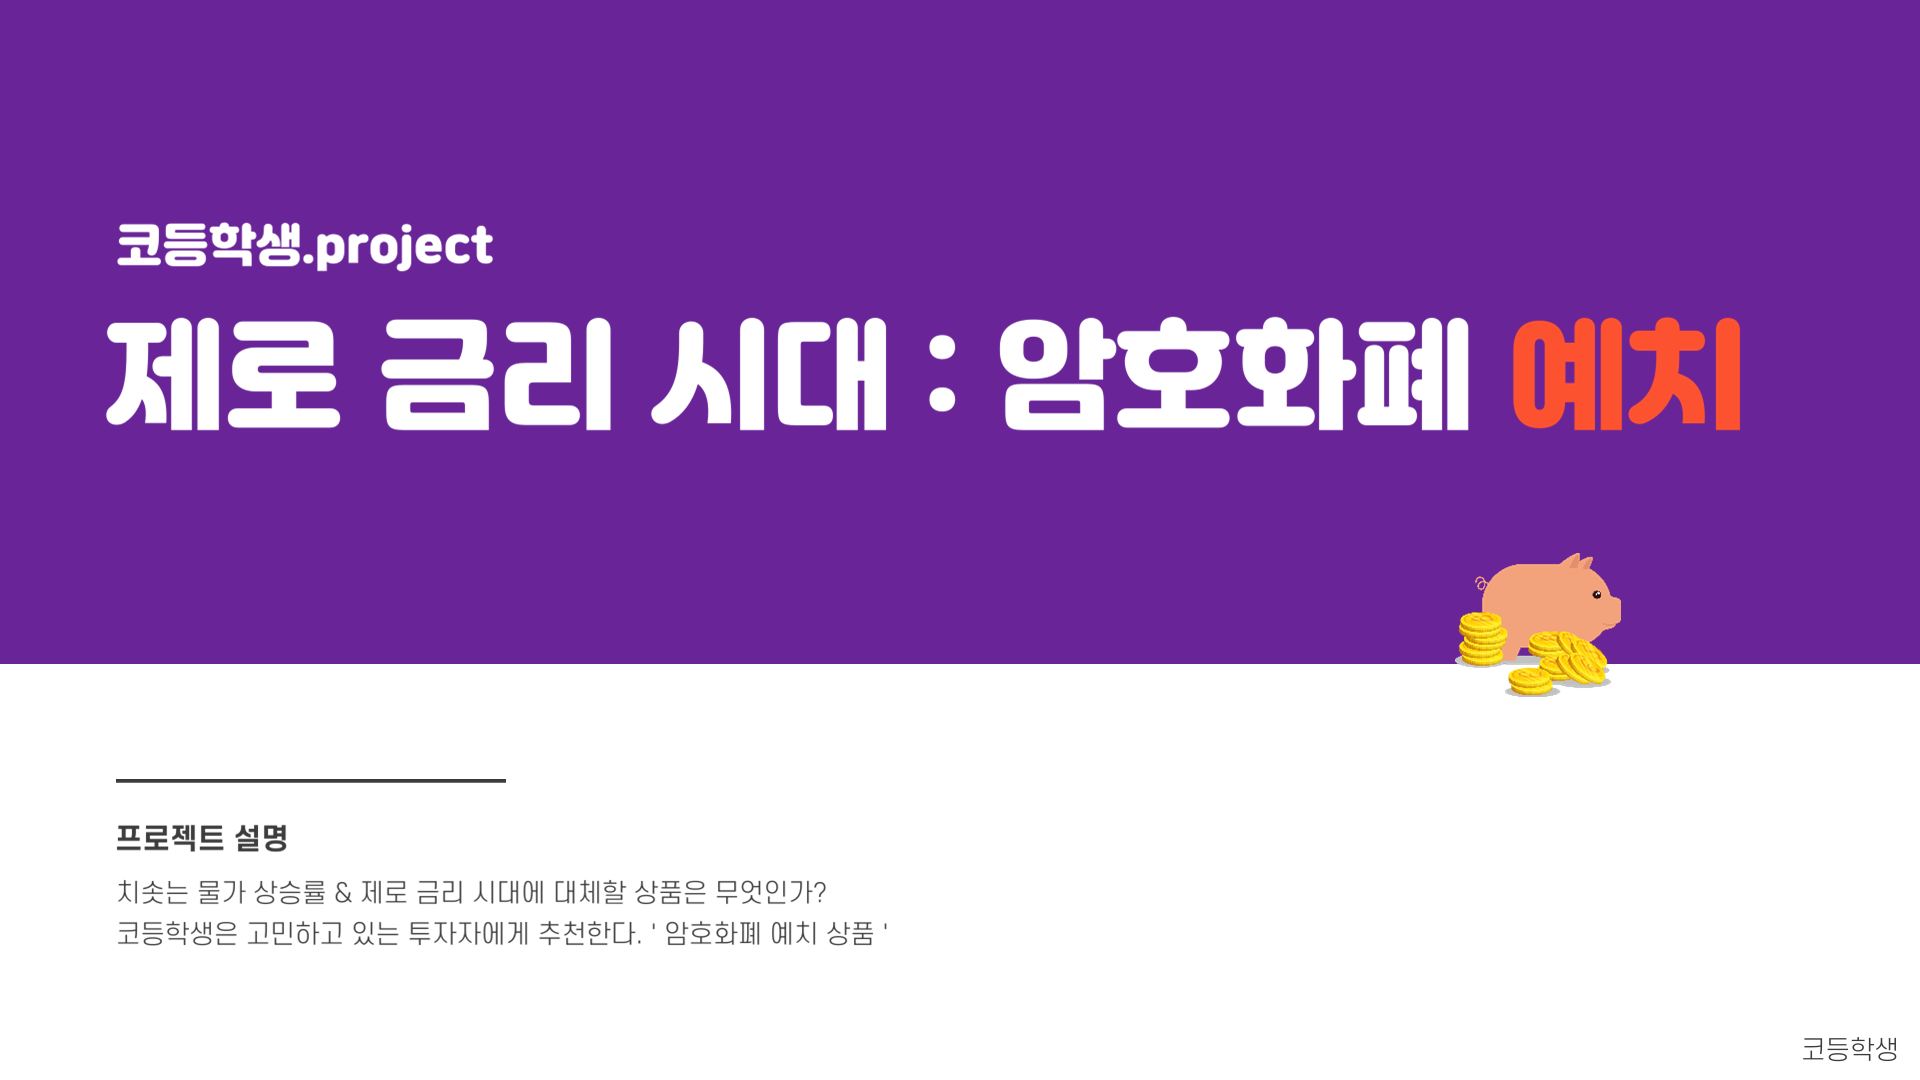 코등학생.project
제로 금리 시대 : 암호화폐 예치
프로젝트 설명
치솟는 물가 상승률 & 제로 금리 시대에 대체할 상품은 무엇인가?
코등학생은 고민하고 있는 투자자에게 추천한다. ' 암호화폐 예치 상품 '
코등학생